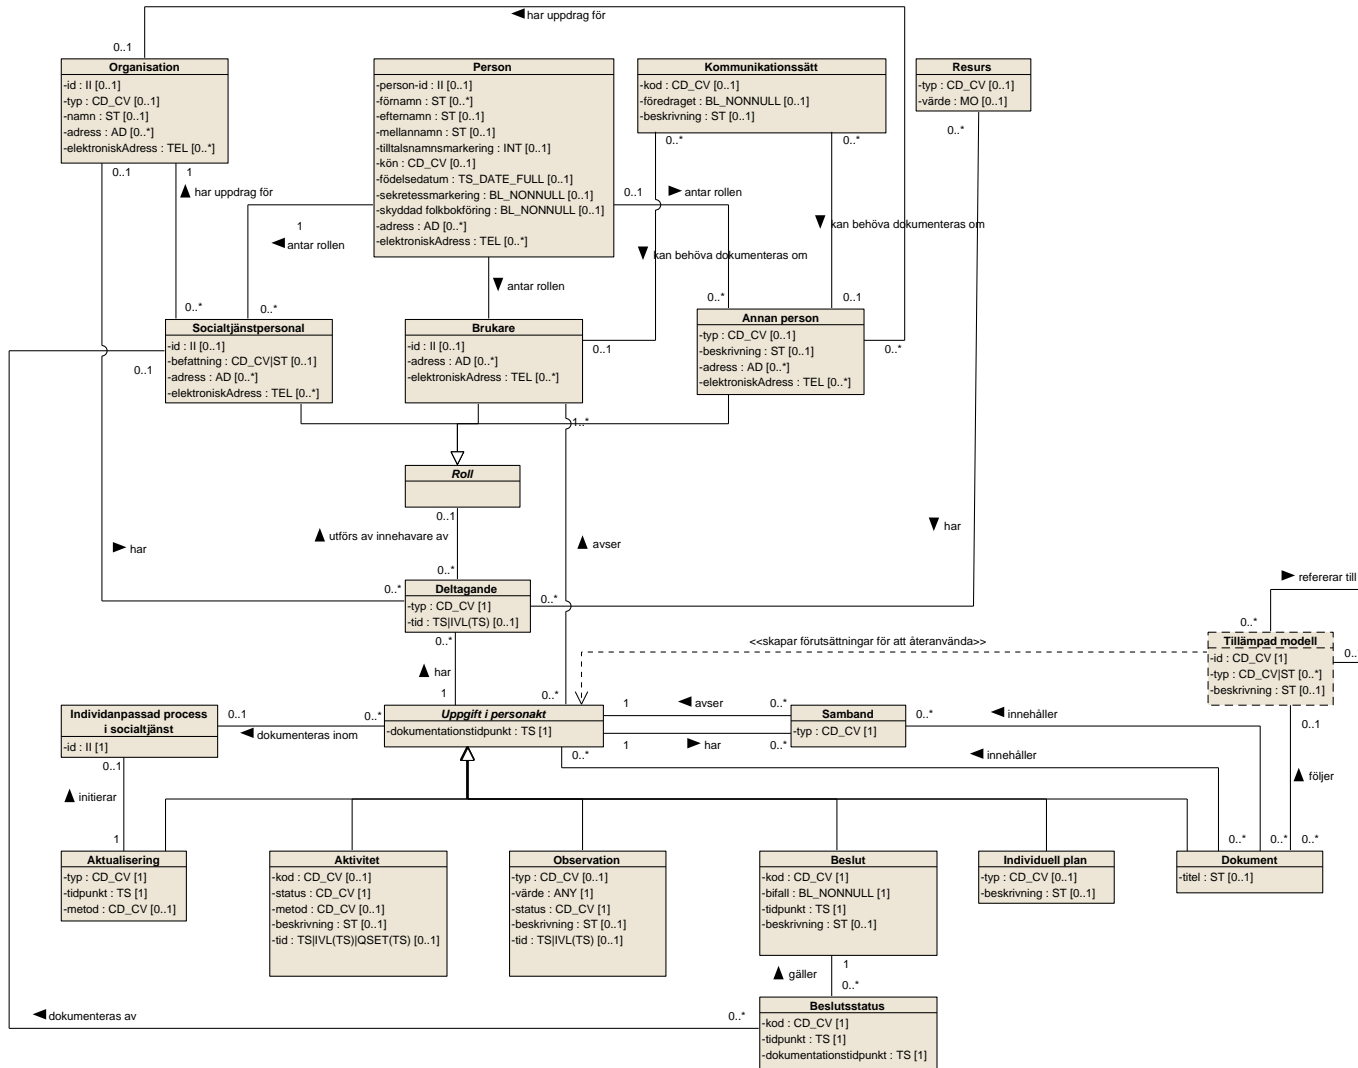 har uppdrag för
0..1
0..*
Organisation
-id : II [0..1]
-typ : CD_CV [0..1]
-namn : ST [0..1]
-adress : AD [0..*]
-elektroniskAdress : TEL [0..*]
Person
-person-id : II [0..1]
-förnamn : ST [0..*]
-efternamn : ST [0..1]
-mellannamn : ST [0..1]
-tilltalsnamnsmarkering : INT [0..1]
-kön : CD_CV [0..1]
-födelsedatum : TS_DATE_FULL [0..1]
-sekretessmarkering : BL_NONNULL [0..1]
-skyddad folkbokföring : BL_NONNULL [0..1]
-adress : AD [0..*]
-elektroniskAdress : TEL [0..*]
Kommunikationssätt
-kod : CD_CV [0..1]
-föredraget : BL_NONNULL [0..1]
-beskrivning : ST [0..1]
0..*
0..*
Resurs
-typ : CD_CV [0..1]
-värde : MO [0..1]
0..*
0..1
1
har uppdrag för
1
antar rollen
0..1
antar rollen
kan behöva dokumenteras om
kan behöva dokumenteras om
antar rollen
0..*
0..*
0..*
0..1
Socialtjänstpersonal
-id : II [0..1]
-befattning : CD_CV|ST [0..1]
-adress : AD [0..*]
-elektroniskAdress : TEL [0..*]
0..1
Brukare
-id : II [0..1]
-adress : AD [0..*]
-elektroniskAdress : TEL [0..*]
0..1
Annan person
-typ : CD_CV [0..1]
-beskrivning : ST [0..1]
-adress : AD [0..*]
-elektroniskAdress : TEL [0..*]
1..*
Roll
0..1
utförs av innehavare av
har
avser
har
0..*
0..*
Deltagande
-typ : CD_CV [1]
-tid : TS|IVL(TS) [0..1]
0..*
0..*
har
1
0..*
refererar till
0..*
<<skapar förutsättningar för att återanvända>>
Tillämpad modell
-id : CD_CV [1]
-typ : CD_CV|ST [0..*]
-beskrivning : ST [0..1]
0..1
Individanpassad process
i socialtjänst
-id : II [1]
0..1
0..*
dokumenteras inom
Uppgift i personakt
-dokumentationstidpunkt : TS [1]
1
avser
0..*
1
har
0..*
Samband
-typ : CD_CV [1]
0..*
innehåller
0..*
innehåller
0..1
initierar
1
följer
0..*
0..*
0..*
Aktualisering
-typ : CD_CV [1]
-tidpunkt : TS [1]
-metod : CD_CV [0..1]
Aktivitet
-kod : CD_CV [0..1]
-status : CD_CV [1]
-metod : CD_CV [0..1]
-beskrivning : ST [0..1]
-tid : TS|IVL(TS)|QSET(TS) [0..1]
Observation
-typ : CD_CV [0..1]
-värde : ANY [1]
-status : CD_CV [1]
-beskrivning : ST [0..1]
-tid : TS|IVL(TS) [0..1]
Beslut
-kod : CD_CV [1]
-bifall : BL_NONNULL [1]
-tidpunkt : TS [1]
-beskrivning : ST [0..1]
Individuell plan
-typ : CD_CV [0..1]
-beskrivning : ST [0..1]
Dokument
-titel : ST [0..1]
gäller
1
0..*
Beslutsstatus
-kod : CD_CV [1]
-tidpunkt : TS [1]
-dokumentationstidpunkt : TS [1]
0..*
dokumenteras av